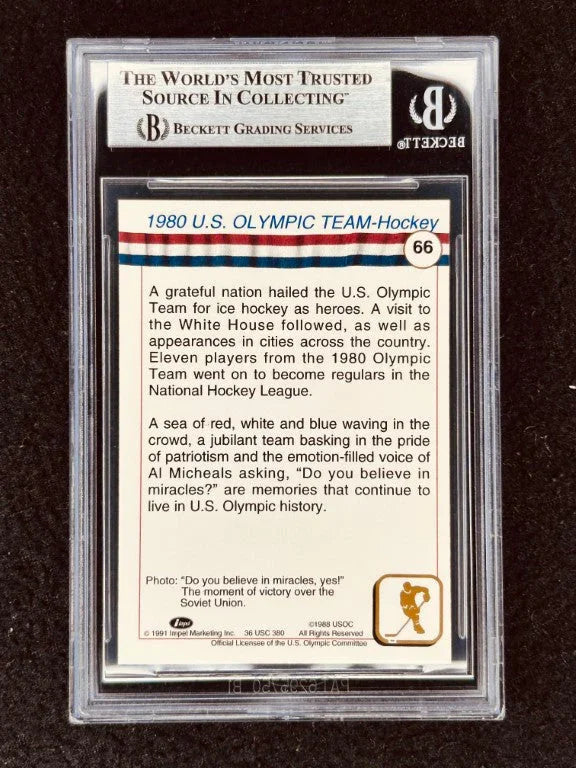 THE WORLD'S MOST TRUSTED
SOURCE IN COLLECTING™
B BECKETT GRADING SERVICES
B
BECKETT®
1980 U.S. OLYMPIC TEAM-Hockey
66
A grateful nation hailed the U.S. Olympic
Team for ice hockey as heroes. A visit to
the White House followed, as well as
appearances in cities across the country.
Eleven players from the 1980 Olympic
Team went on to become regulars in the
National Hockey League.
A sea of red, white and blue waving in the
crowd, a jubilant team basking in the pride
of patriotism and the emotion-filled voice of
Al Micheals asking, "Do you believe in
miracles?" are memories that continue to
live in U.S. Olympic history.
Photo: "Do you believe in miracles, yes!"
The moment of victory over the
Soviet Union.
Impel
©1988 USOC
© 1991 Impel Marketing Inc. 36 USC 380 All Rights Reserved
Official Licensee of the U.S. Olympic Committee